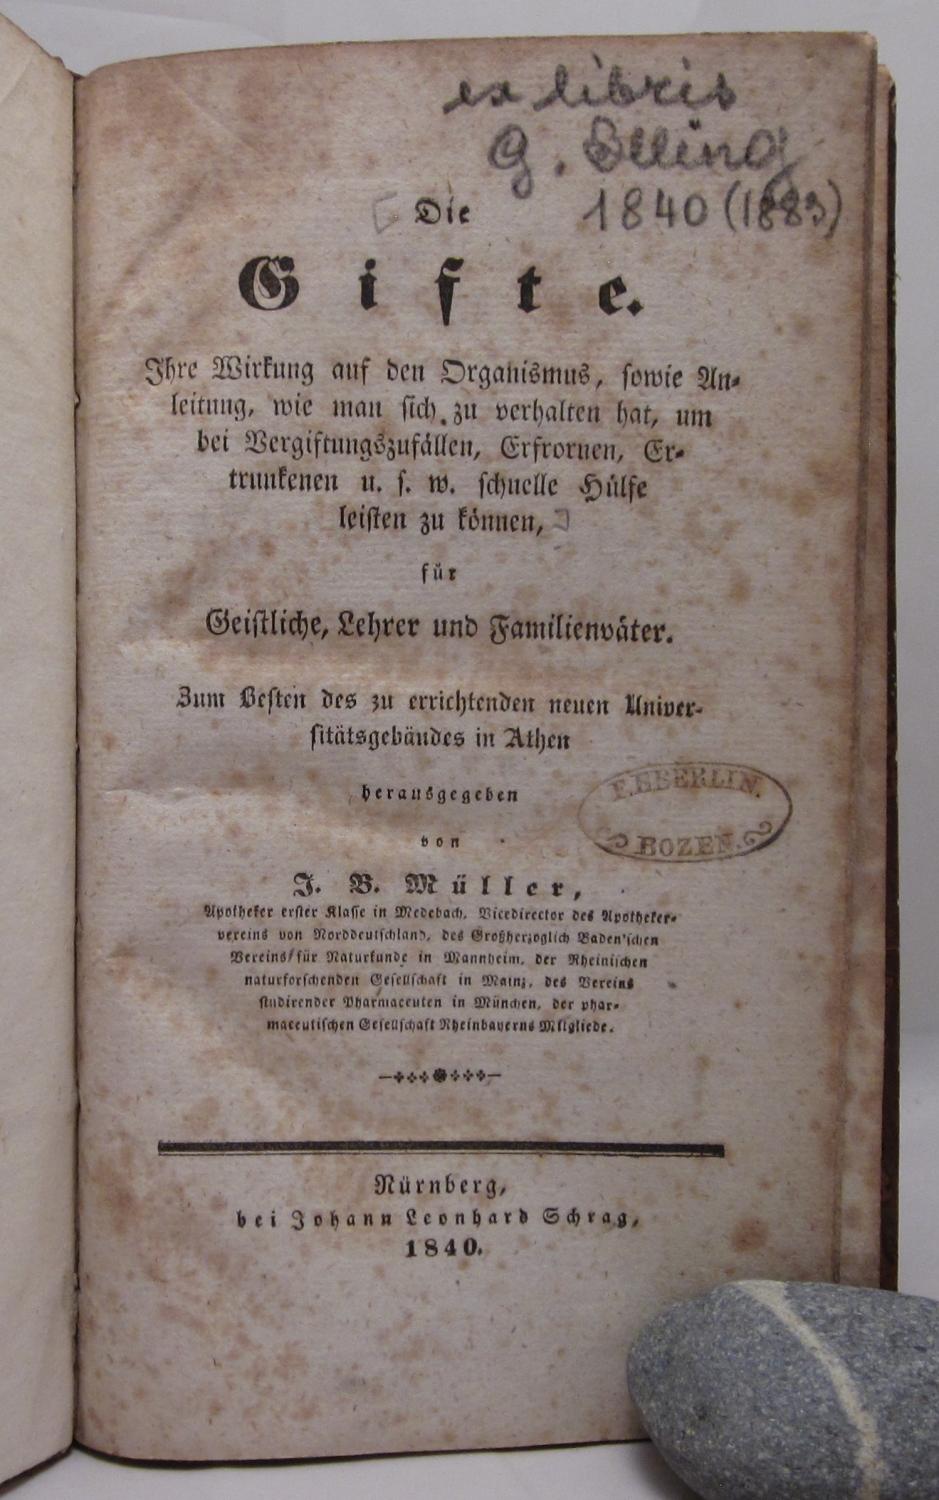 ex libris
G. Elling
1840 (1883)
Die
Gifte.
Ihre Wirkung auf den Organismus, sowie An-
leitung, wie man sich zu verhalten hat, um
bei Vergiftungszufällen, Erfrornen, Er-
trunkenen u. s. w. schnelle Hülfe
leisten zu können,
für
Geistliche, Lehrer und Familienväter.
Zum Besten des zu errichtenden neuen Univer-
sitätsgebäudes in Athen
herausgegeben
F. EBERLIN.
BOZEN.
von
J. B. Müller,
Apotheker erster Klasse in Medebach, Vicedirector des Apotheker-
vereins von Norddeutschland, des Großherzoglich Baden'schen
Vereins für Naturkunde in Mannheim, der Rheinischen
naturforschenden Gesellschaft in Mainz, des Vereins
studirender Pharmaceuten in München, der phar-
maceutischen Gesellschaft Rheinbayerns Mitgliede.
Nürnberg,
bei Johann Leonhard Schrag,
1840.